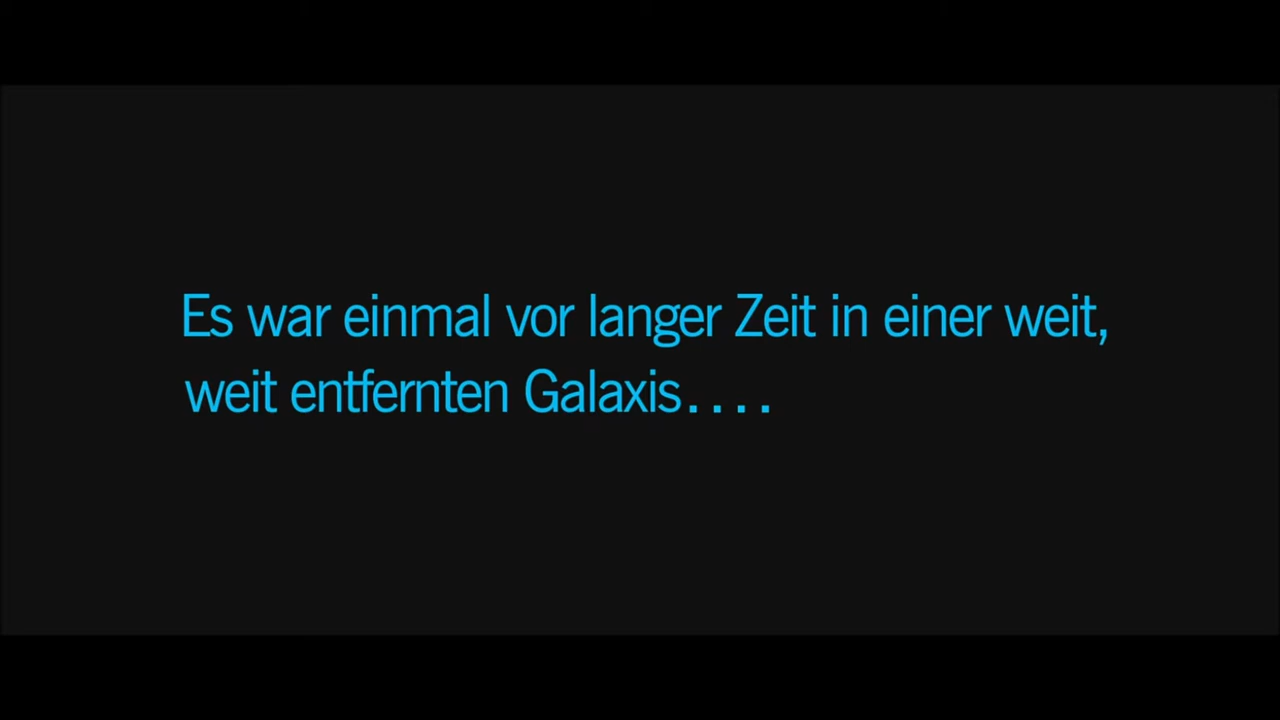 Es war einmal vor langer Zeit in einer weit,
weit entfernten Galaxis....